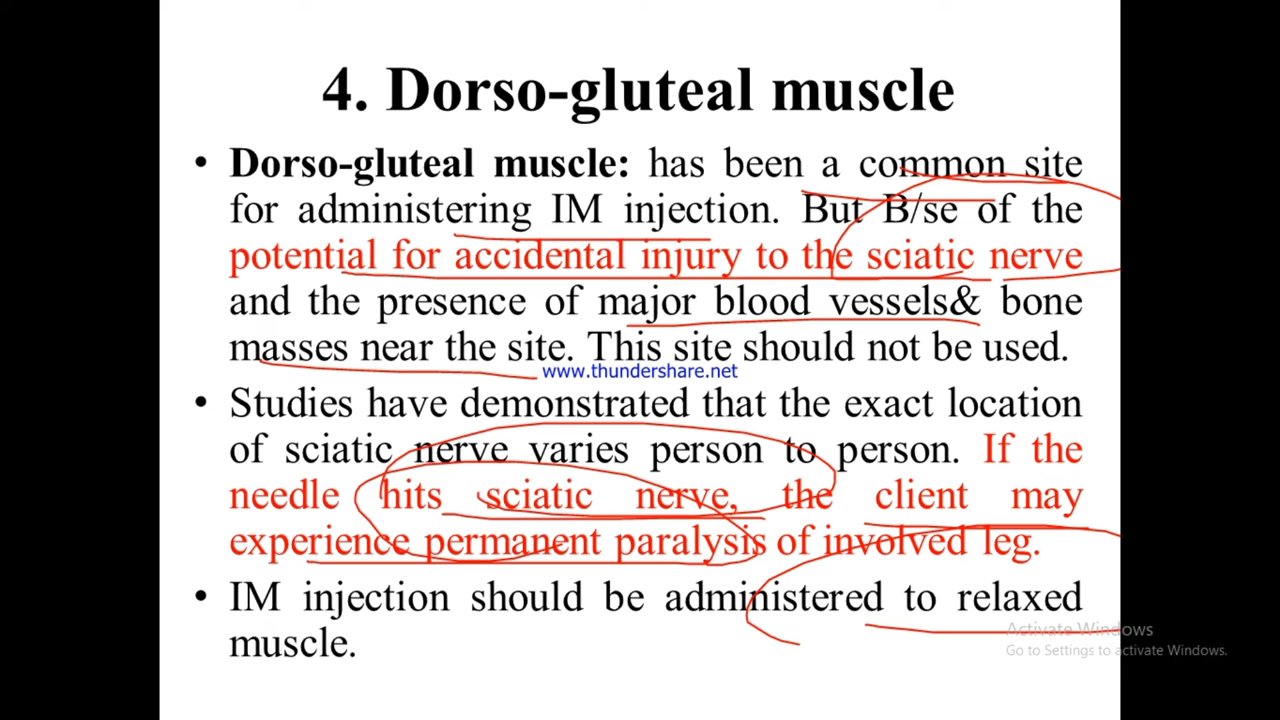 4. Dorso-gluteal muscle
• Dorso-gluteal muscle: has been a common site
for administering IM injection. But B/se of the
potential for accidental injury to the sciatic nerve
and the presence of major blood vessels& bone
masses near the site. This site should not be used.
www.thundershare.net
• Studies have demonstrated that the exact location
of sciatic nerve varies person to person. If the
needle hits sciatic nerve, the client may
experience permanent paralysis of involved leg.
• IM injection should be administered to relaxed
muscle.
Activate Windows
Go to Settings to activate Windows.